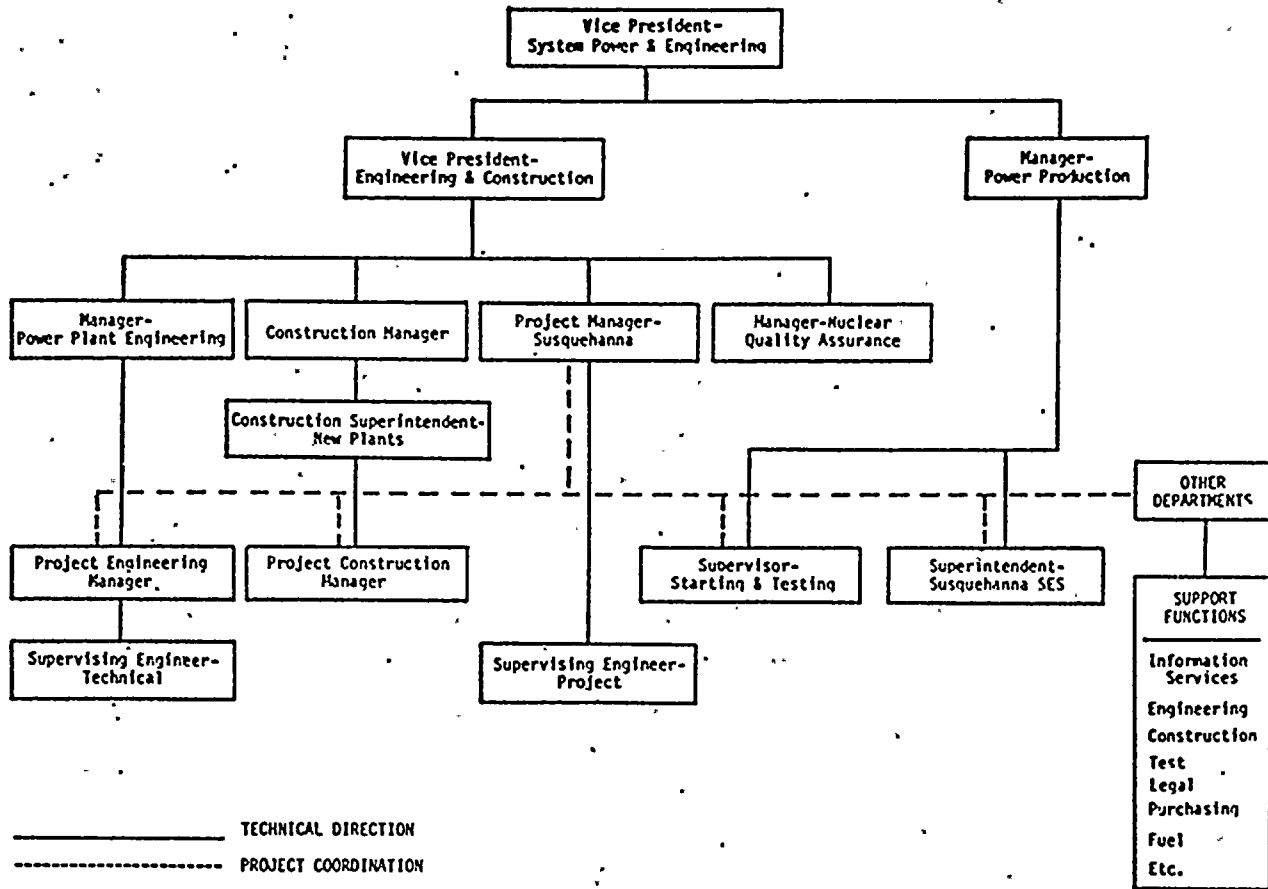 Vice President-
System Power & Engineering
Vice President-
Engineering & Construction
Manager-
Power Production
Manager-
Power Plant Engineering
Construction Manager
Project Manager-
Susquehanna
Manager-Nuclear
Quality Assurance
Construction Superintendent-
New Plants
OTHER
DEPARTMENTS
Project Engineering
Manager
Project Construction
Manager
Supervisor-
Starting & Testing
Superintendent-
Susquehanna SES
SUPPORT
FUNCTIONS
Supervising Engineer-
Technical
Supervising Engineer-
Project
Information
Services
Engineering
Construction
Test
Legal
Purchasing
Fuel
Etc.
TECHNICAL DIRECTION
PROJECT COORDINATION